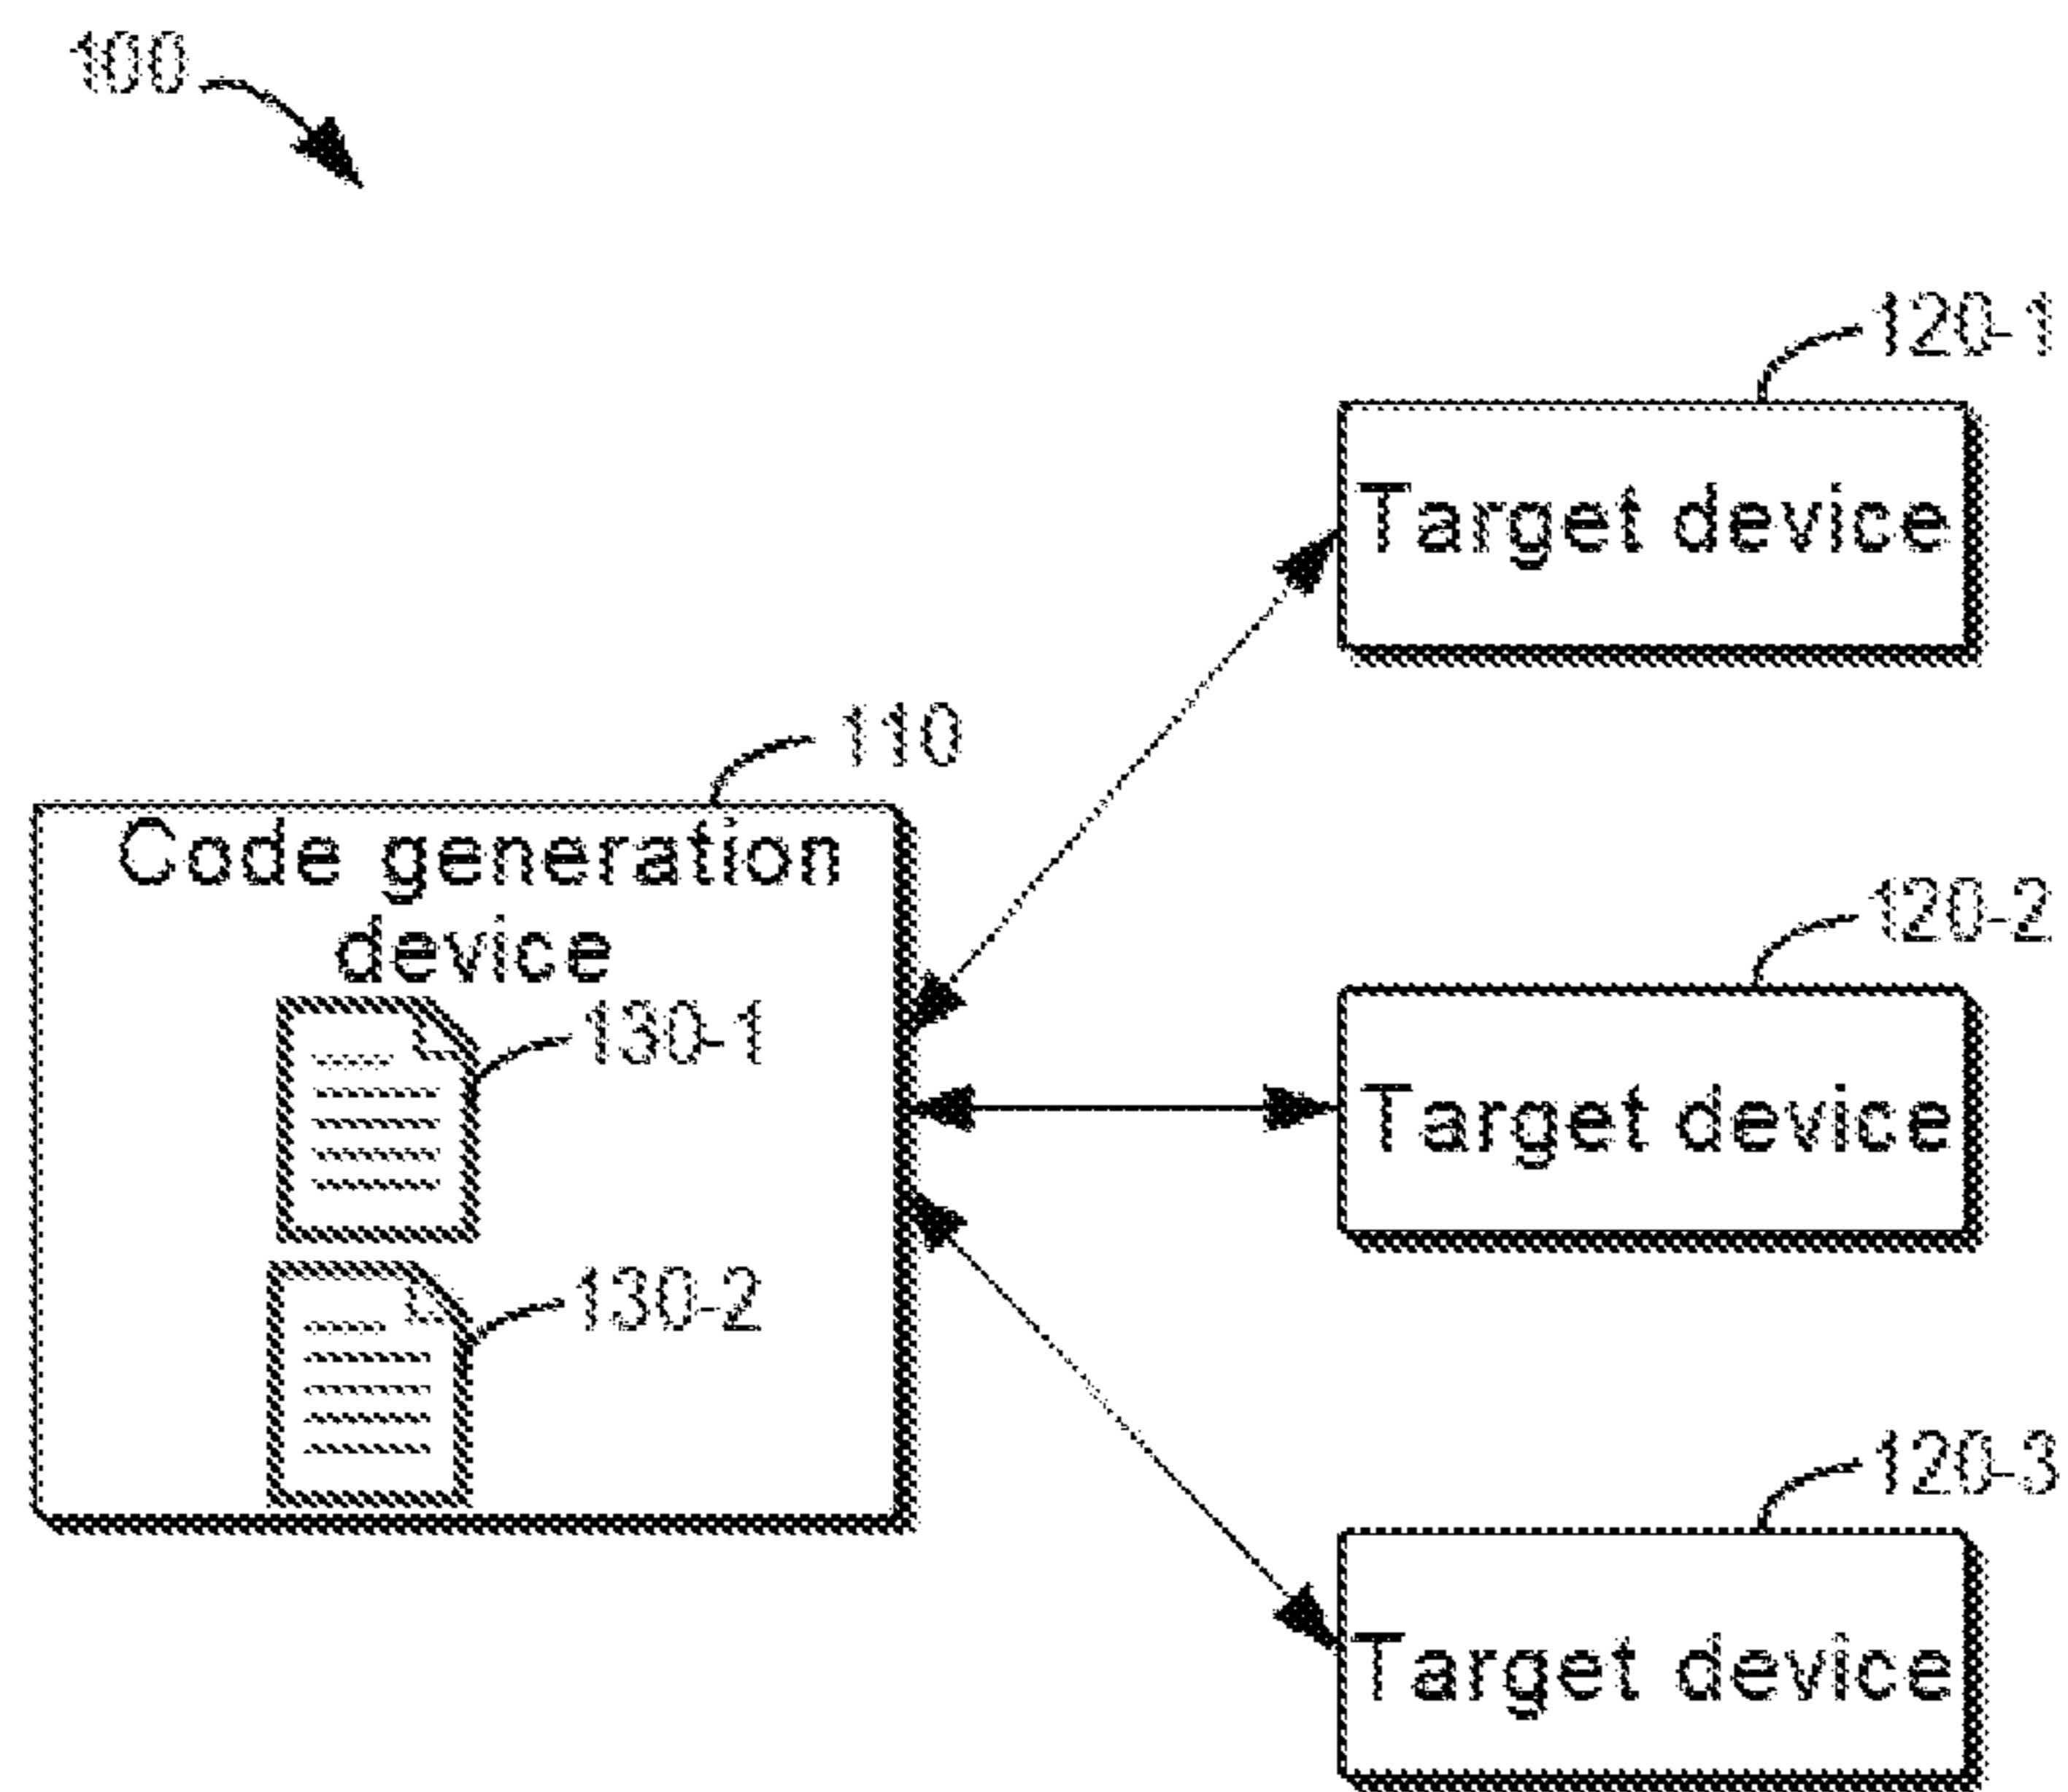 100
120-1
Target device
110
Code generation
device
130-1
130-2
120-2
Target device
120-3
Target device